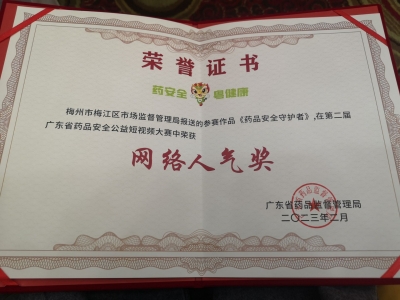 荣誉证书
药安全 粤健康
梅州市梅江区市场监督管理局报送的参赛作品《药品安全守护者》,在第二届
广东省药品安全公益短视频大赛中荣获
网络人气奖
广东省药品监督管理局
二〇二三年二月